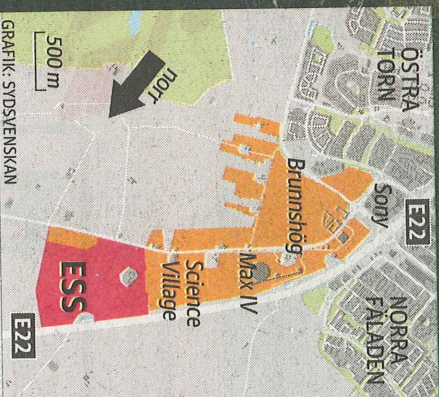 ÖSTRA
TORN
E22
NORRA
FÄLADEN
Sony
Brunnshög
Max IV
Science
Village
norr
ESS
500 m
E22
GRAFIK: SYDSVENSKAN